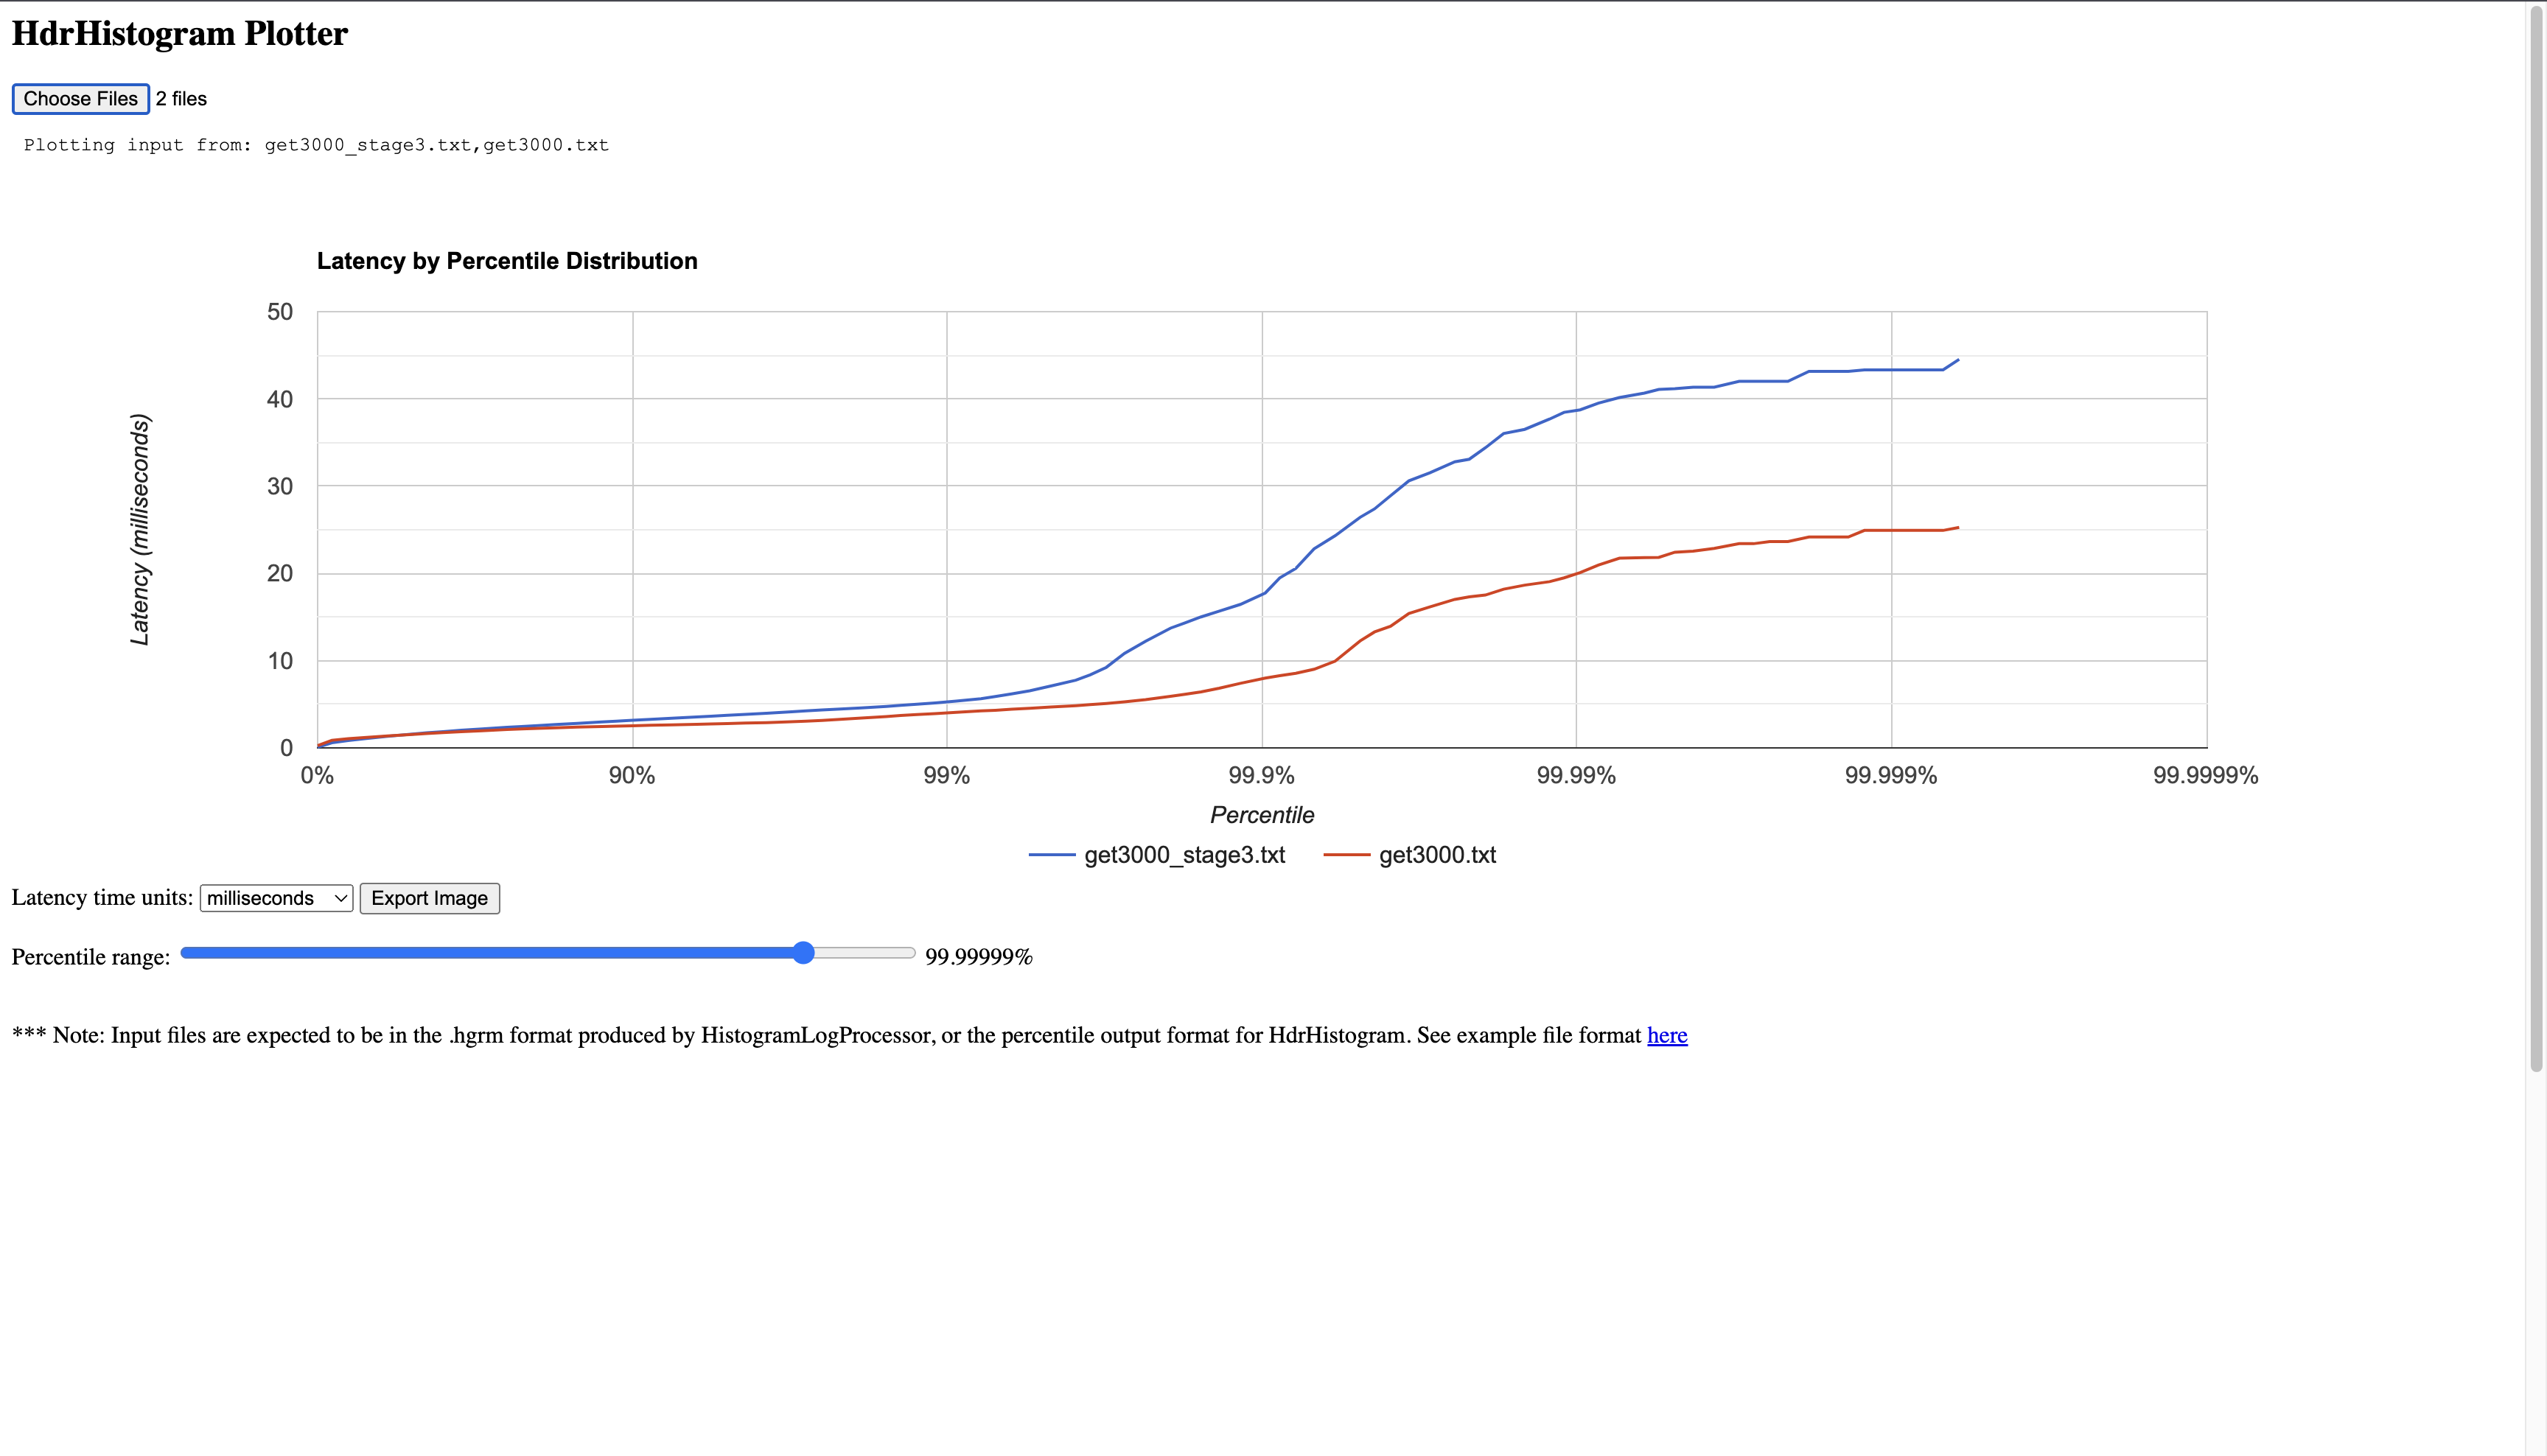 HdrHistogram Plotter
Choose Files 2 files
Plotting input from: get3000_stage3.txt,get3000.txt
Latency by Percentile Distribution
50
40
30
20
10
0
Latency (milliseconds)
0% 90% 99% 99.9% 99.99% 99.999% 99.9999%
Percentile
get3000_stage3.txt get3000.txt
Latency time units: milliseconds Export Image
Percentile range: 99.99999%
*** Note: Input files are expected to be in the .hgrm format produced by HistogramLogProcessor, or the percentile output format for HdrHistogram. See example file format here